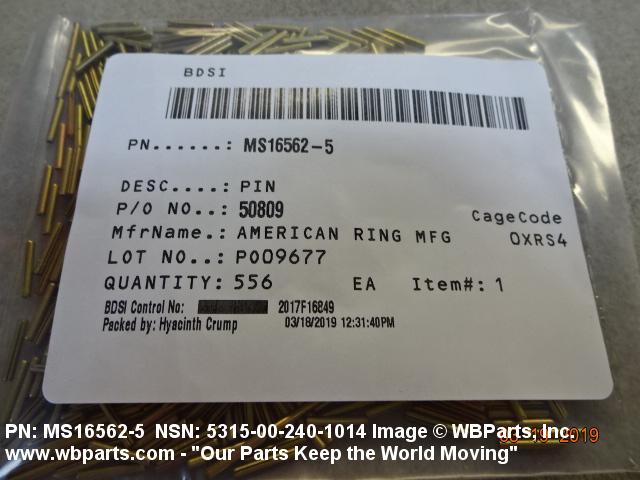 BDSI
PN......: MS16562-5
DESC....: PIN
P/O NO..: 50809
CageCode
MfrName.: AMERICAN RING MFG 0XRS4
LOT NO..: P009677
QUANTITY: 556 EA Item#: 1
BDSI Control No: 2017F16849
Packed by: Hyacinth Crump 03/18/2019 12:31:40PM
PN: MS16562-5 NSN: 5315-00-240-1014 Image © WBParts, Inc.
www.wbparts.com - "Our Parts Keep the World Moving"